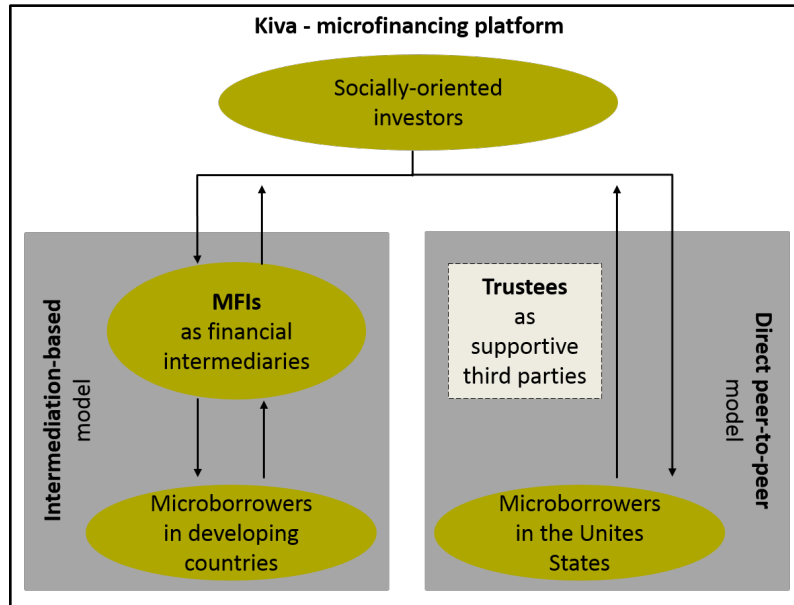 Kiva - microfinancing platform
Socially-oriented
investors
Intermediation-based
model
MFIs
as financial
intermediaries
Microborrowers
in developing
countries
Trustees
as
supportive
third parties
Microborrowers
in the Unites
States
Direct peer-to-peer
model